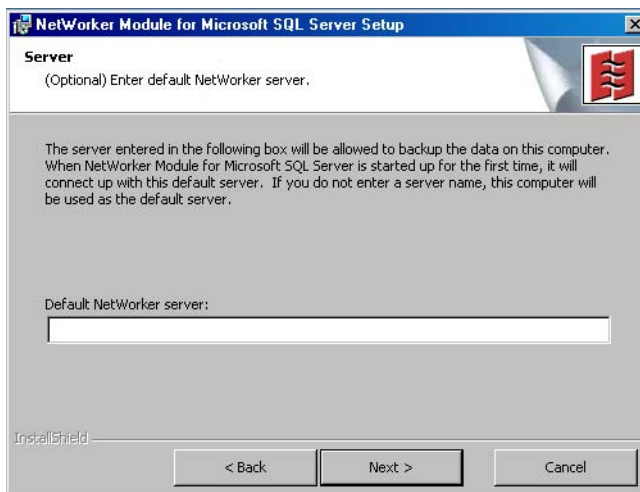 NetWorker Module for Microsoft SQL Server Setup
Server
(Optional) Enter default NetWorker server.
The server entered in the following box will be allowed to backup the data on this computer.
When NetWorker Module for Microsoft SQL Server is started up for the first time, it will
connect up with this default server. If you do not enter a server name, this computer will
be used as the default server.
Default NetWorker server:
InstallShield
< Back
Next >
Cancel